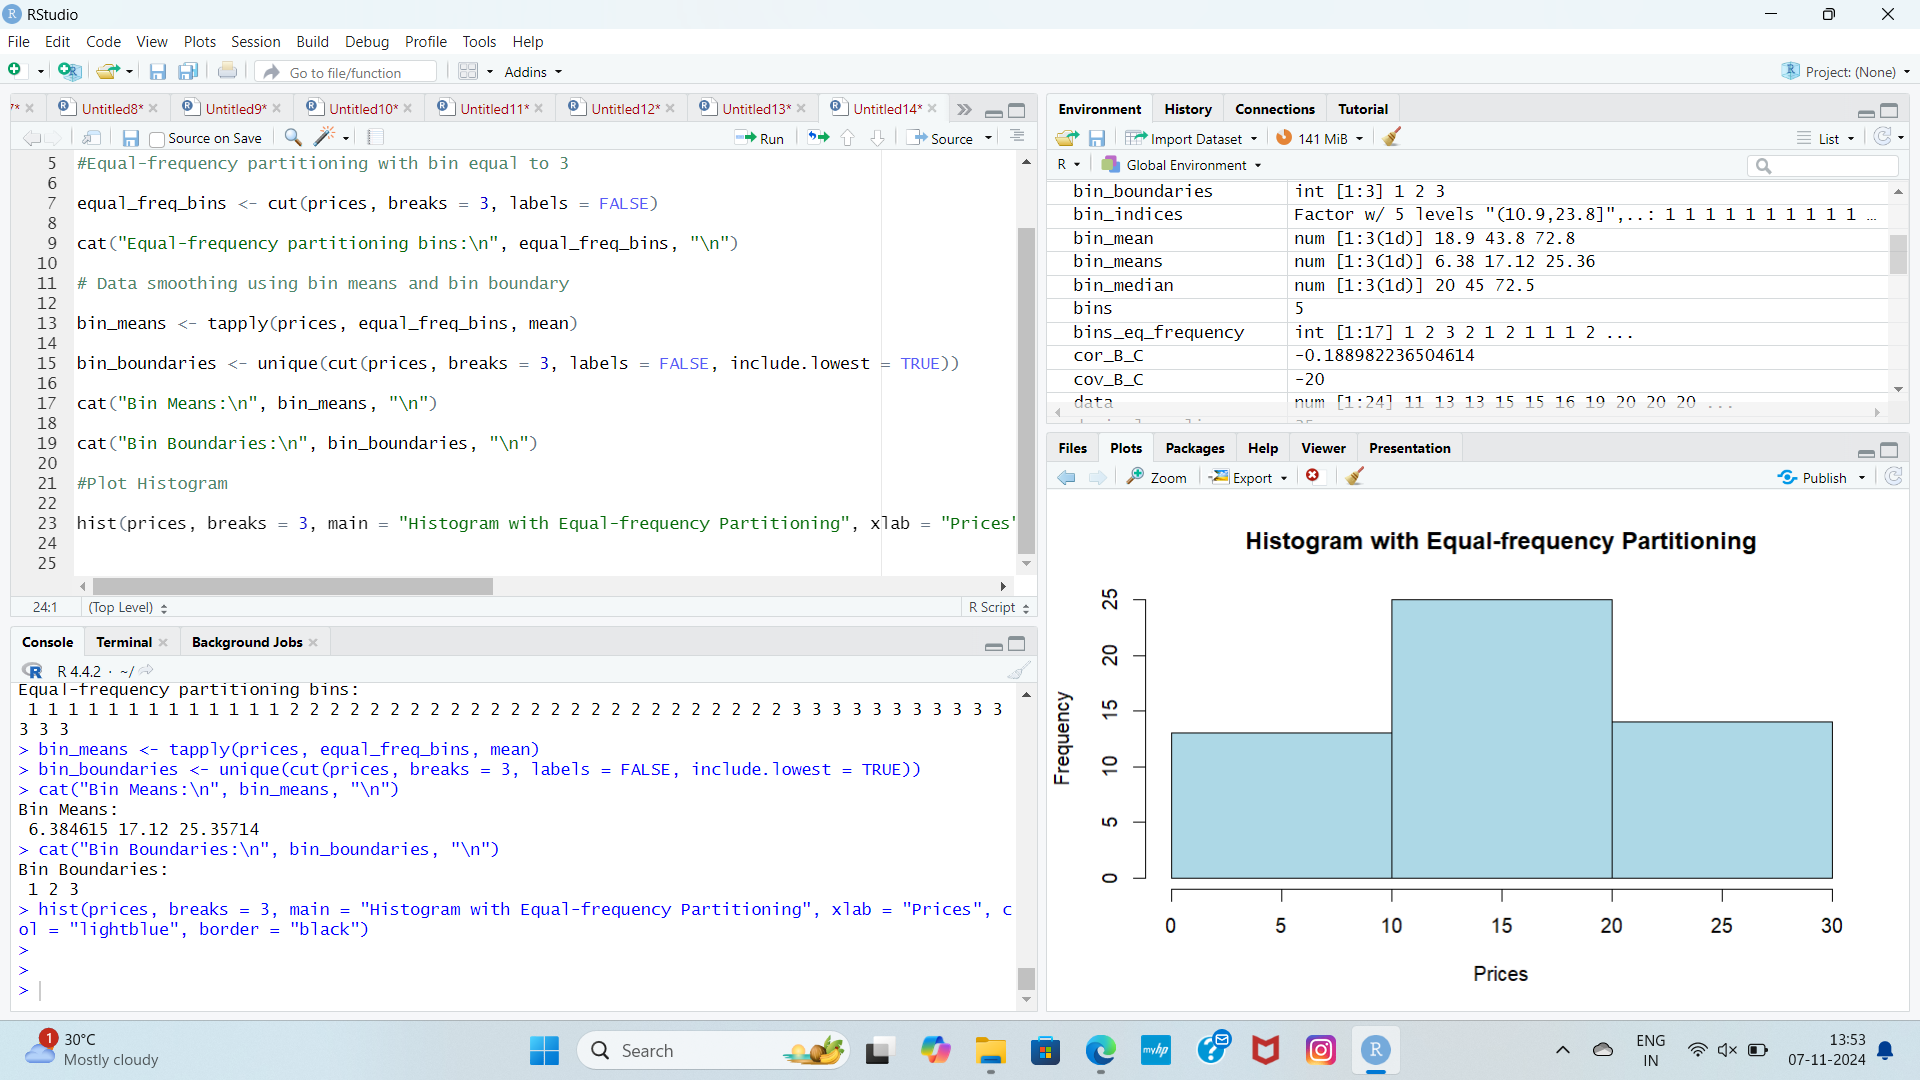 RStudio
File Edit Code View Plots Session Build Debug Profile Tools Help
Go to file/function Addins Project: (None)
7* Untitled8* Untitled9* Untitled10* Untitled11* Untitled12* Untitled13* Untitled14*
Source on Save Run Source
5 #Equal-frequency partitioning with bin equal to 3
6
7 equal_freq_bins <- cut(prices, breaks = 3, labels = FALSE)
8
9 cat("Equal-frequency partitioning bins:\n", equal_freq_bins, "\n")
10
11 # Data smoothing using bin means and bin boundary
12
13 bin_means <- tapply(prices, equal_freq_bins, mean)
14
15 bin_boundaries <- unique(cut(prices, breaks = 3, labels = FALSE, include.lowest = TRUE))
16
17 cat("Bin Means:\n", bin_means, "\n")
18
19 cat("Bin Boundaries:\n", bin_boundaries, "\n")
20
21 #Plot Histogram
22
23 hist(prices, breaks = 3, main = "Histogram with Equal-frequency Partitioning", xlab = "Prices"
24
25
24:1 (Top Level) R Script
Console Terminal Background Jobs
R 4.4.2 · ~/
Equal-frequency partitioning bins:
1 1 1 1 1 1 1 1 1 1 1 1 1 2 2 2 2 2 2 2 2 2 2 2 2 2 2 2 2 2 2 2 2 2 2 2 2 2 3 3 3 3 3 3 3 3 3 3 3
3 3 3
> bin_means <- tapply(prices, equal_freq_bins, mean)
> bin_boundaries <- unique(cut(prices, breaks = 3, labels = FALSE, include.lowest = TRUE))
> cat("Bin Means:\n", bin_means, "\n")
Bin Means:
6.384615 17.12 25.35714
> cat("Bin Boundaries:\n", bin_boundaries, "\n")
Bin Boundaries:
1 2 3
> hist(prices, breaks = 3, main = "Histogram with Equal-frequency Partitioning", xlab = "Prices", c
ol = "lightblue", border = "black")
>
>
>
Environment History Connections Tutorial
Import Dataset 141 MiB List
R Global Environment
bin_boundaries int [1:3] 1 2 3
bin_indices Factor w/ 5 levels "(10.9,23.8]",..: 1 1 1 1 1 1 1 1 1 1 …
bin_mean num [1:3(1d)] 18.9 43.8 72.8
bin_means num [1:3(1d)] 6.38 17.12 25.36
bin_median num [1:3(1d)] 20 45 72.5
bins 5
bins_eq_frequency int [1:17] 1 2 3 2 1 2 1 1 1 2 ...
cor_B_C -0.188982236504614
cov_B_C -20
data num [1:24] 11 13 13 15 15 16 19 20 20 20 ...
Files Plots Packages Help Viewer Presentation
Zoom Export Publish
Histogram with Equal-frequency Partitioning
25
20
15
10
5
0
Frequency
0 5 10 15 20 25 30
Prices
1 30°C
Mostly cloudy
Search
myhp
R
ENG
IN
13:53
07-11-2024